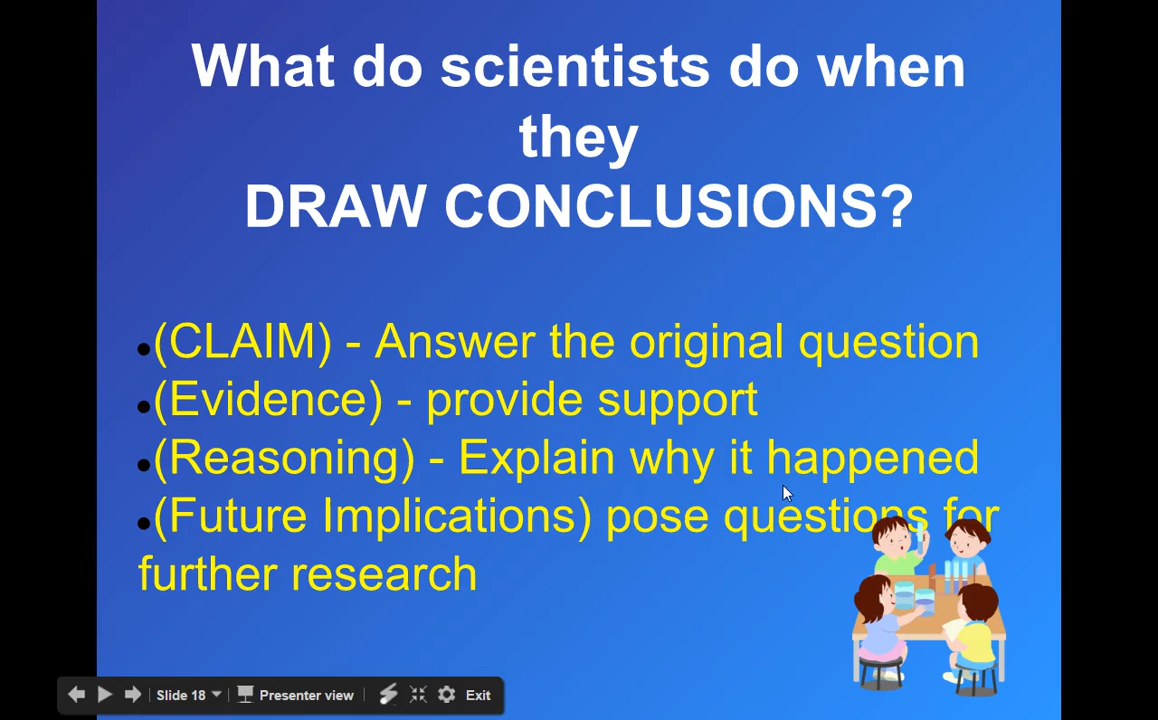 What do scientists do when
they
DRAW CONCLUSIONS?
•(CLAIM) - Answer the original question
•(Evidence) - provide support
•(Reasoning) - Explain why it happened
•(Future Implications) pose questions for
further research
Slide 18 Presenter view Exit